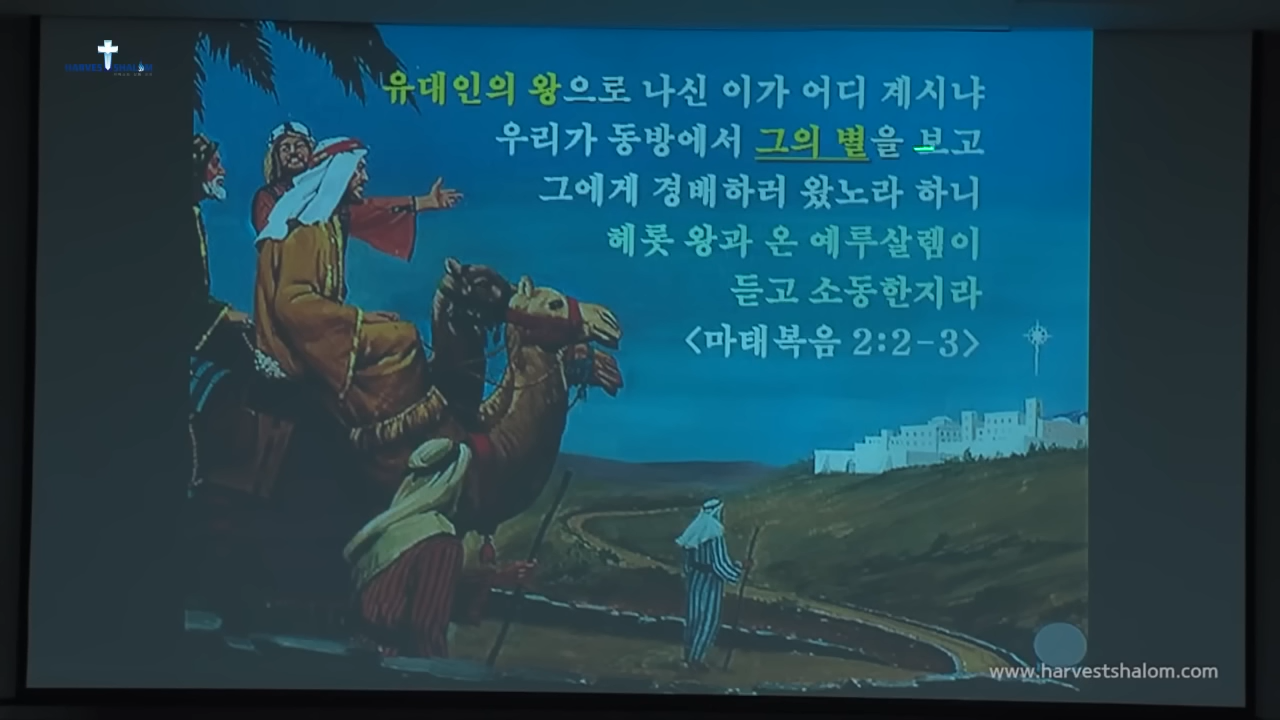 HARVEST SHALOM
유대인의 왕으로 나신 이가 어디 계시냐
우리가 동방에서 그의 별을 보고
그에게 경배하러 왔노라 하니
헤롯 왕과 온 예루살렘이
듣고 소동한지라
<마태복음 2:2-3>
www.harvestshalom.com